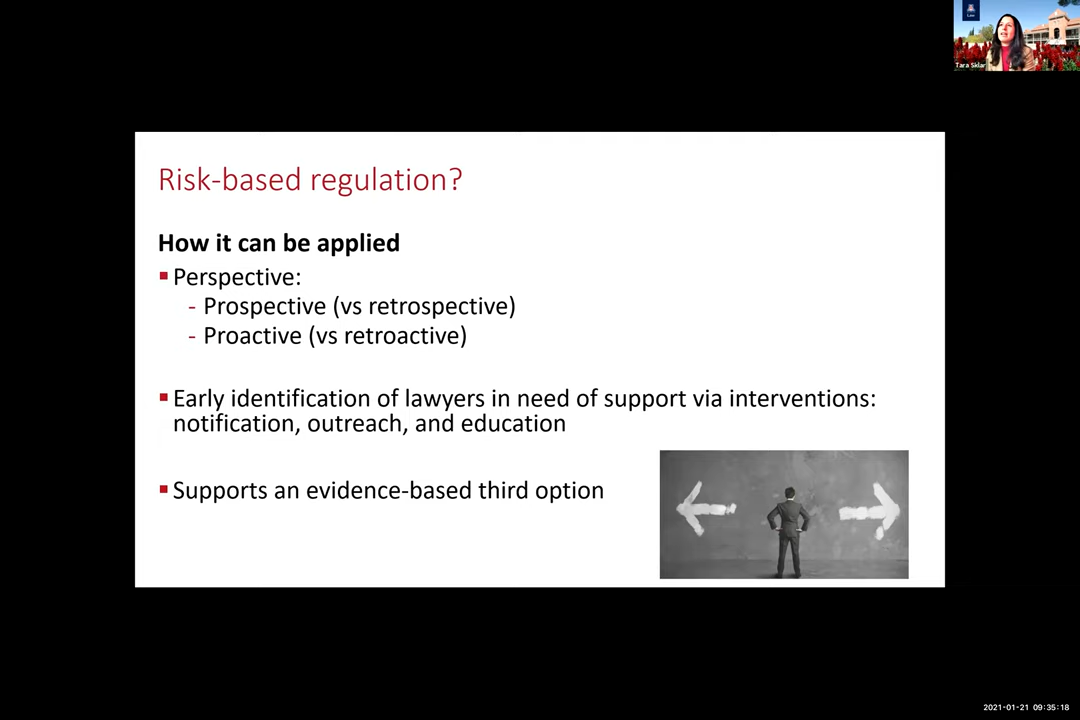 Law
Tara Sklar
Risk-based regulation?
How it can be applied
▪ Perspective:
- Prospective (vs retrospective)
- Proactive (vs retroactive)
▪ Early identification of lawyers in need of support via interventions:
notification, outreach, and education
▪ Supports an evidence-based third option
2021-01-21 09:35:18